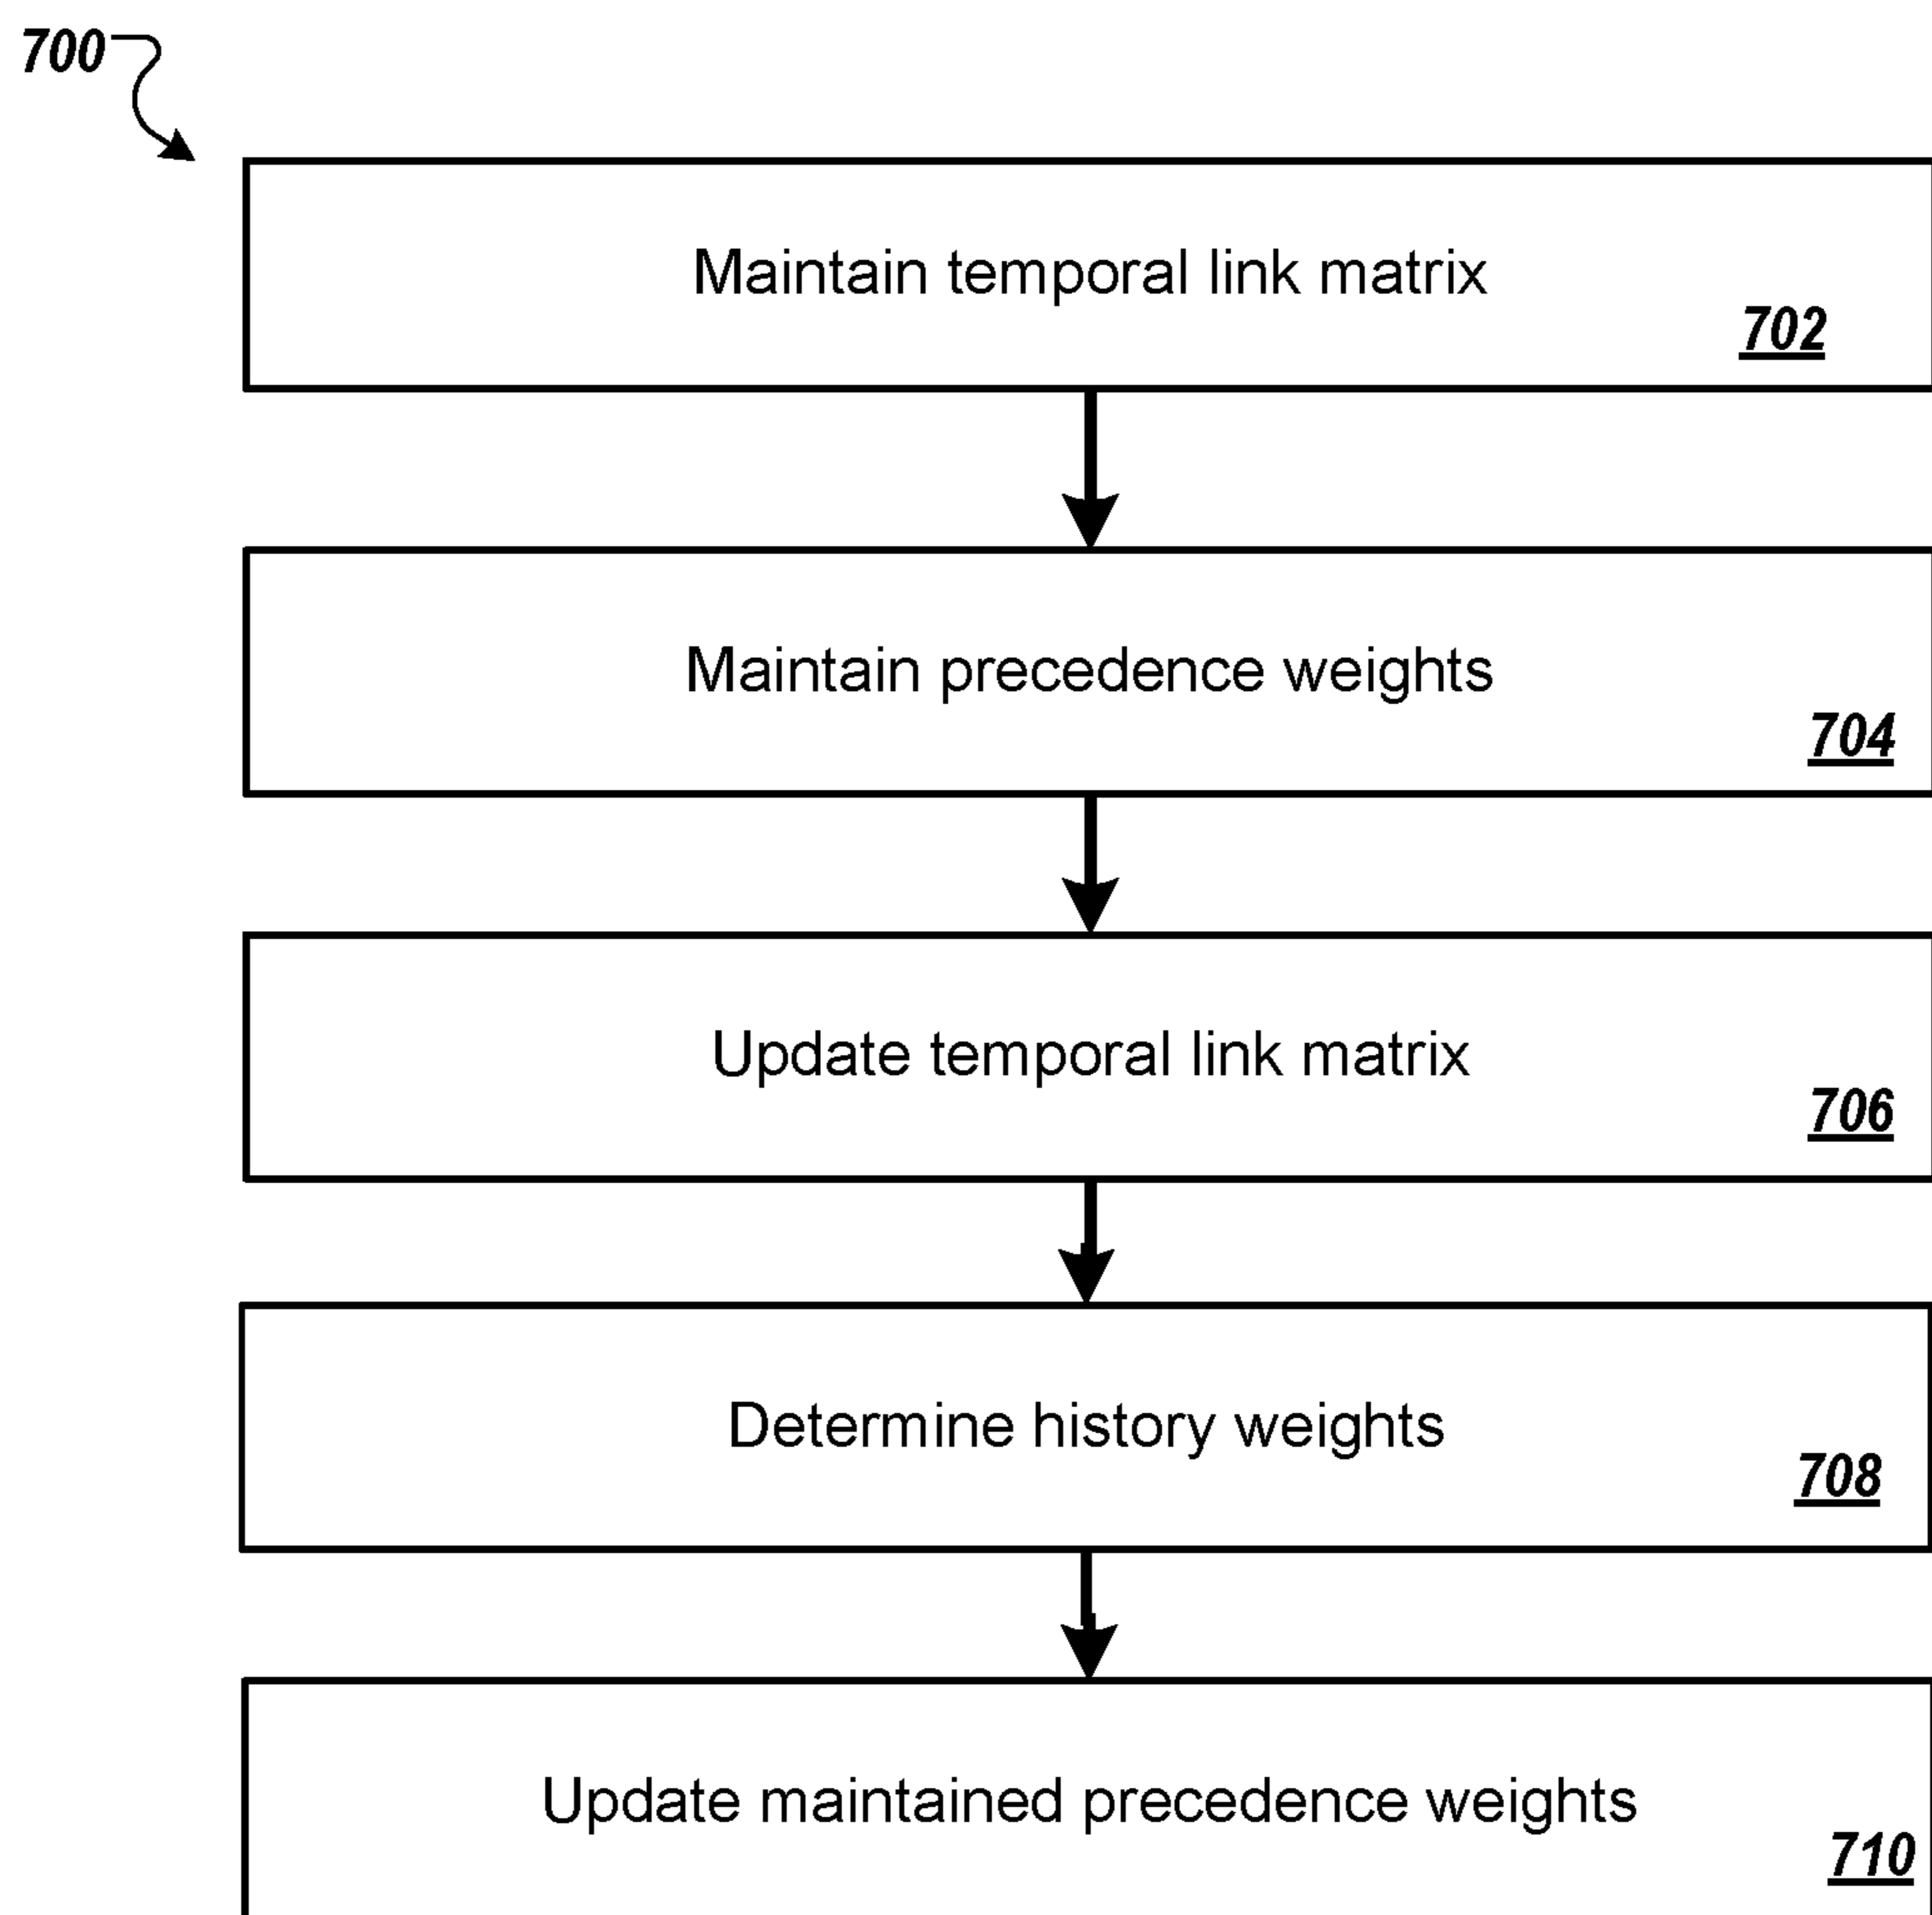 700
Maintain temporal link matrix
702
Maintain precedence weights
704
Update temporal link matrix
706
Determine history weights
708
Update maintained precedence weights
710